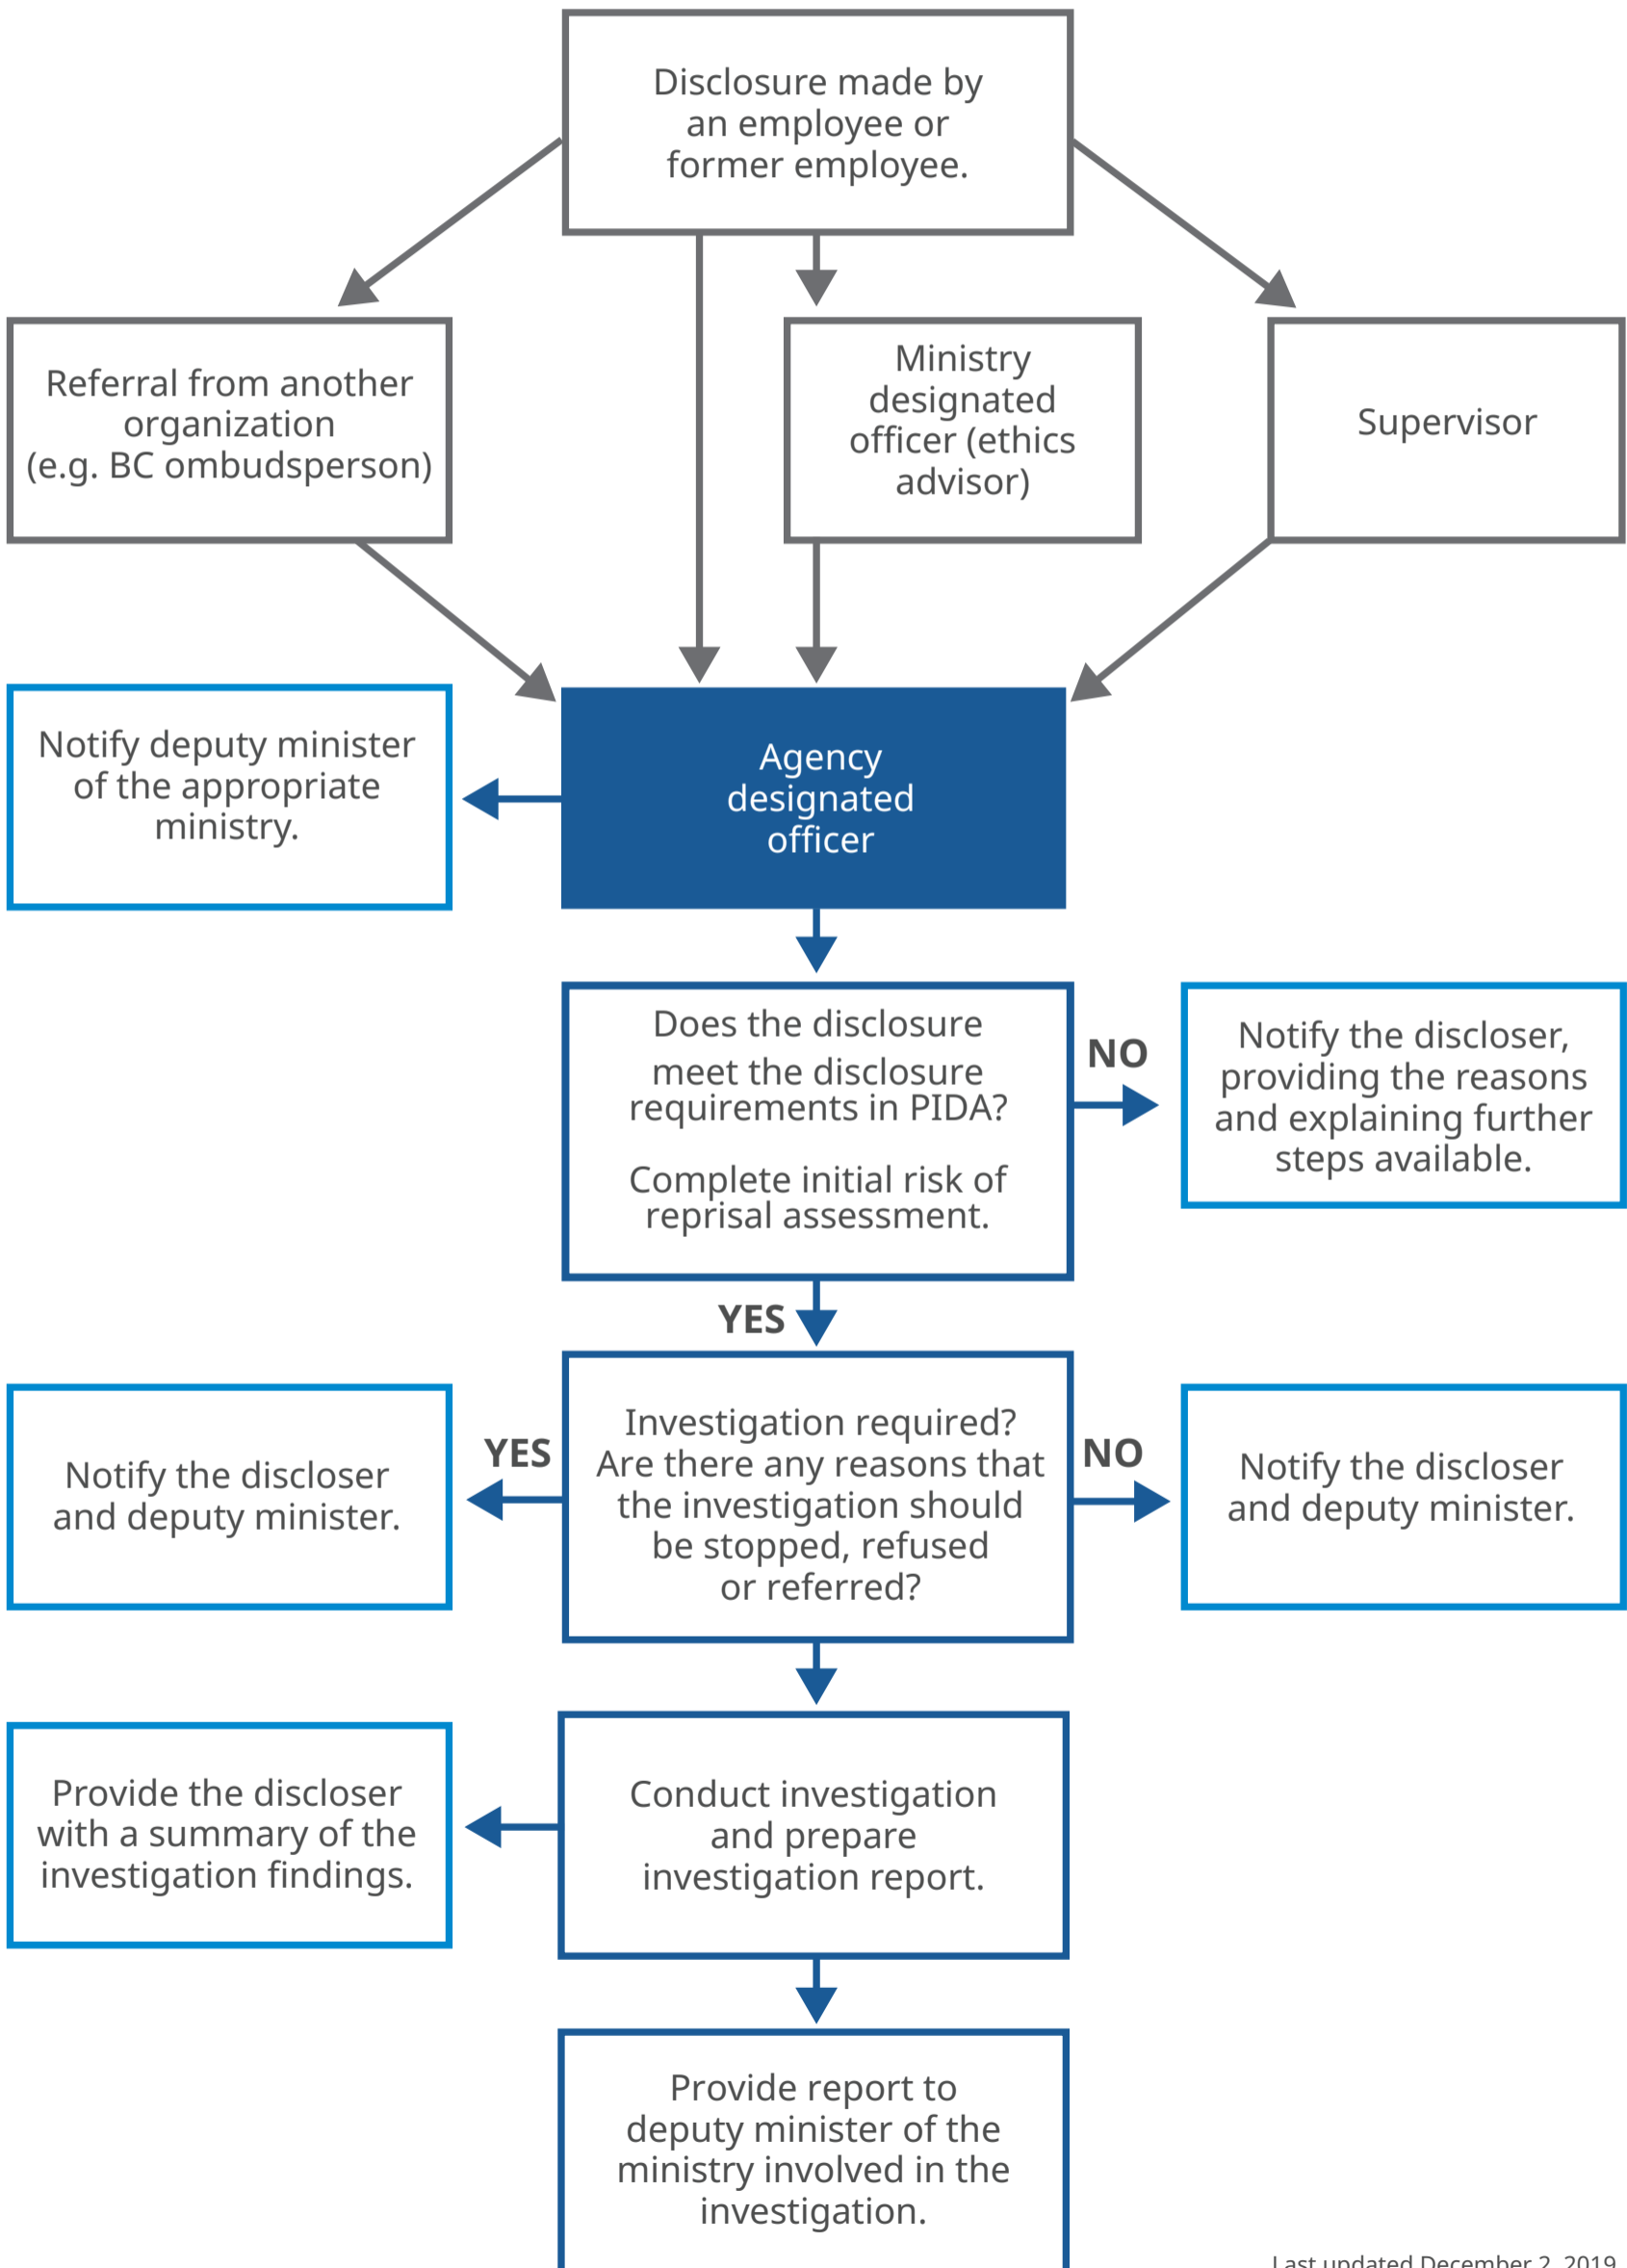 Disclosure made by
an employee or
former employee.
Referral from another
organization
(e.g. BC ombudsperson)
Ministry
designated
officer (ethics
advisor)
Supervisor
Notify deputy minister
of the appropriate
ministry.
Agency
designated
officer
Does the disclosure
meet the disclosure
requirements in PIDA?
Complete initial risk of
reprisal assessment.
NO
Notify the discloser,
providing the reasons
and explaining further
steps available.
YES
Notify the discloser
and deputy minister.
YES
Investigation required?
Are there any reasons that
the investigation should
be stopped, refused
or referred?
NO
Notify the discloser
and deputy minister.
Provide the discloser
with a summary of the
investigation findings.
Conduct investigation
and prepare
investigation report.
Provide report to
deputy minister of the
ministry involved in the
investigation.
Last updated December 2, 2019